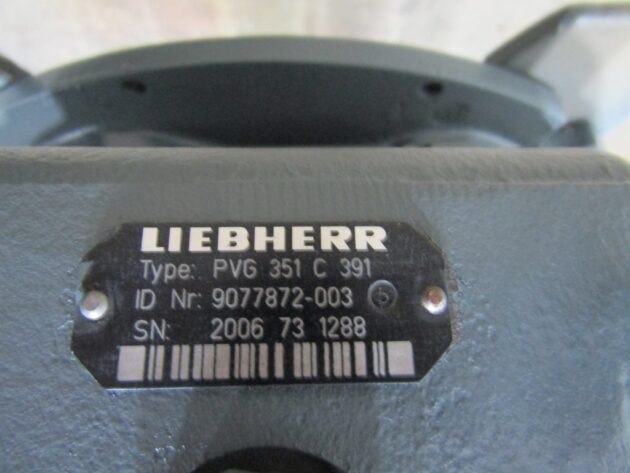 LIEBHERR
Type: PVG 351 C 391
ID Nr: 9077872-003
SN: 2006 73 1288